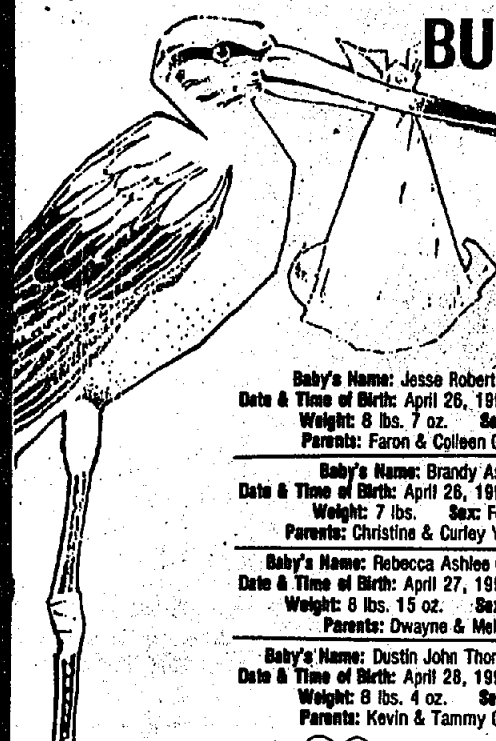 BU
Baby's Name: Jesse Robert
Date & Time of Birth: April 26, 19
Weight: 8 lbs. 7 oz.
Parents: Faron & Colleen
Baby's Name: Brandy
Date & Time of Birth: April 26, 19
Weight: 7 lbs. Sex:
Parents: Christine & Curley
Baby's Name: Rebecca Ashlee
Date & Time of Birth: April 27, 19
Weight: 8 lbs. 15 oz.
Parents: Dwayne &
Baby's Name: Dustin John
Date & Time of Birth: April 28, 19
Weight: 8 lbs. 4 oz.
Parents: Kevin & Tammy